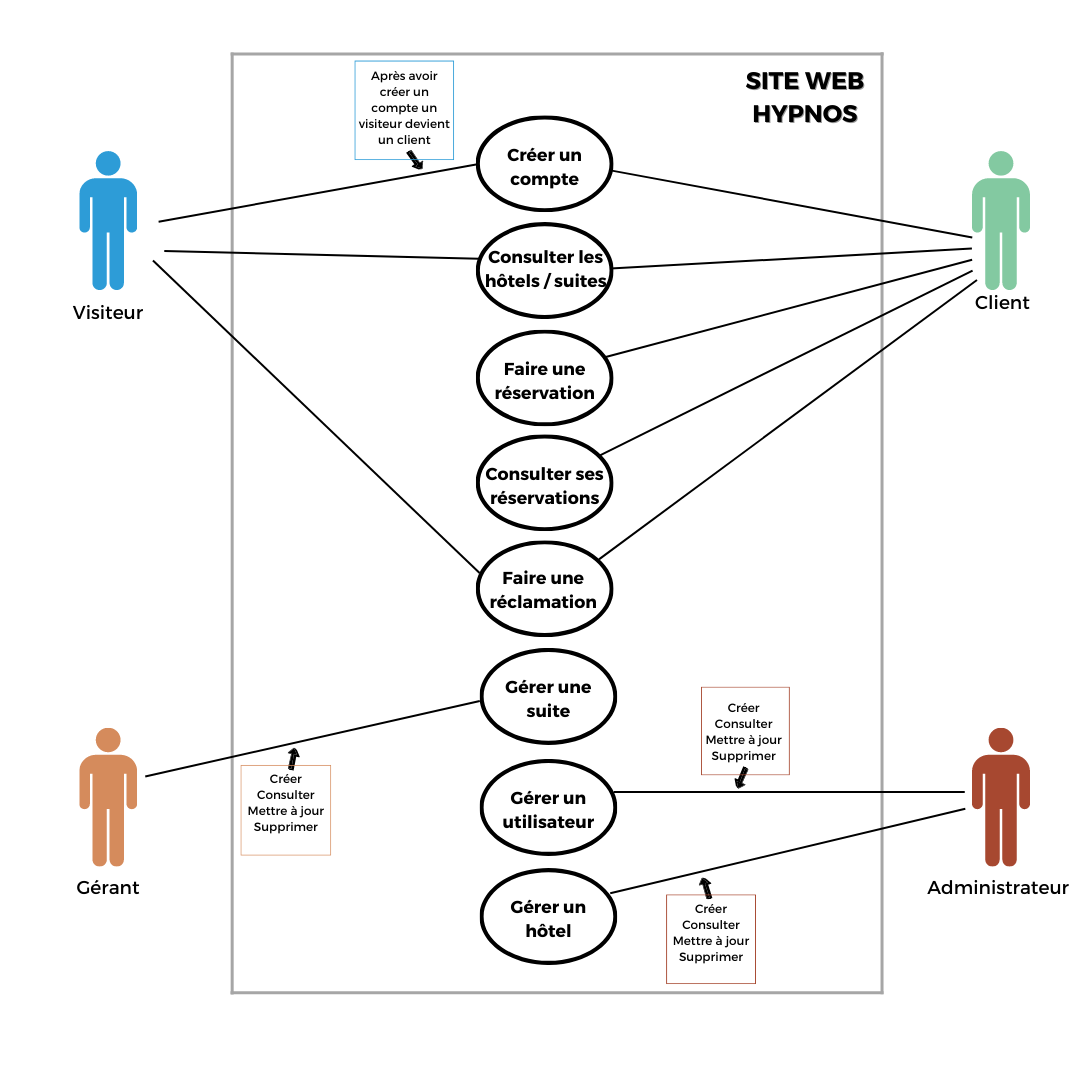 SITE WEB
HYPNOS
Après avoir
créer un
compte un
visiteur devient
un client
Créer un
compte
Consulter les
hôtels / suites
Visiteur
Client
Faire une
réservation
Consulter ses
réservations
Faire une
réclamation
Gérer une
suite
Créer
Consulter
Mettre à jour
Supprimer
Créer
Consulter
Mettre à jour
Supprimer
Gérer un
utilisateur
Gérant
Administrateur
Gérer un
hôtel
Créer
Consulter
Mettre à jour
Supprimer